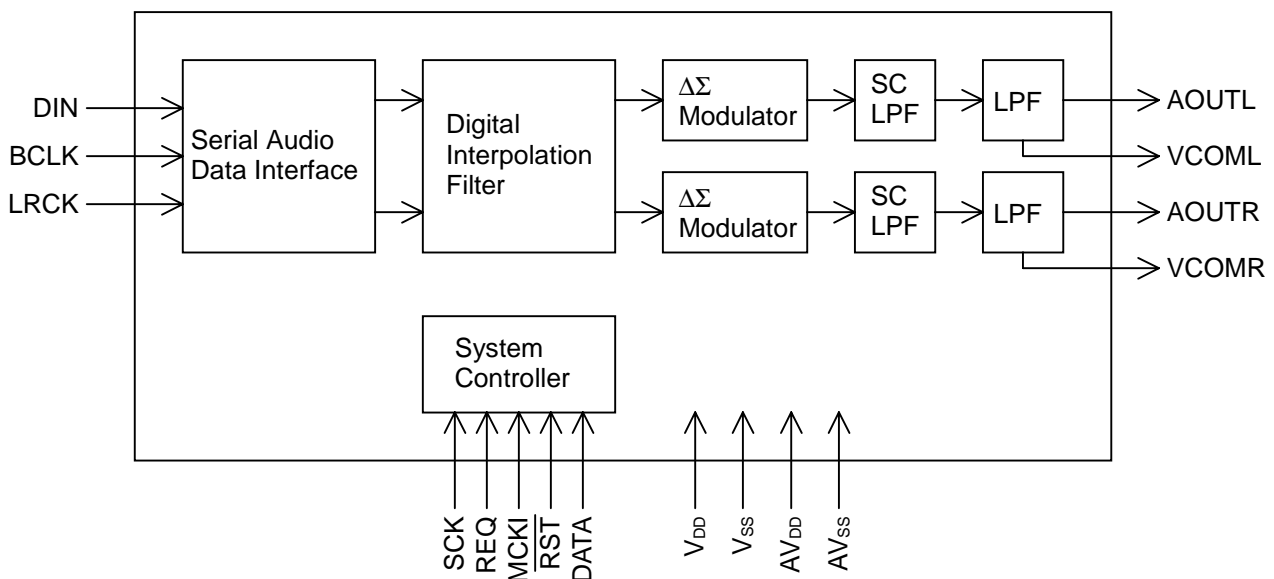 DIN
BCLK
LRCK
Serial Audio
Data Interface
Digital
Interpolation
Filter
ΔΣ
Modulator
SC
LPF
LPF
AOUTL
VCOML
ΔΣ
Modulator
SC
LPF
LPF
AOUTR
VCOMR
System
Controller
SCK
REQ
MCKI
RST
DATA
VDD
VSS
AVDD
AVSS